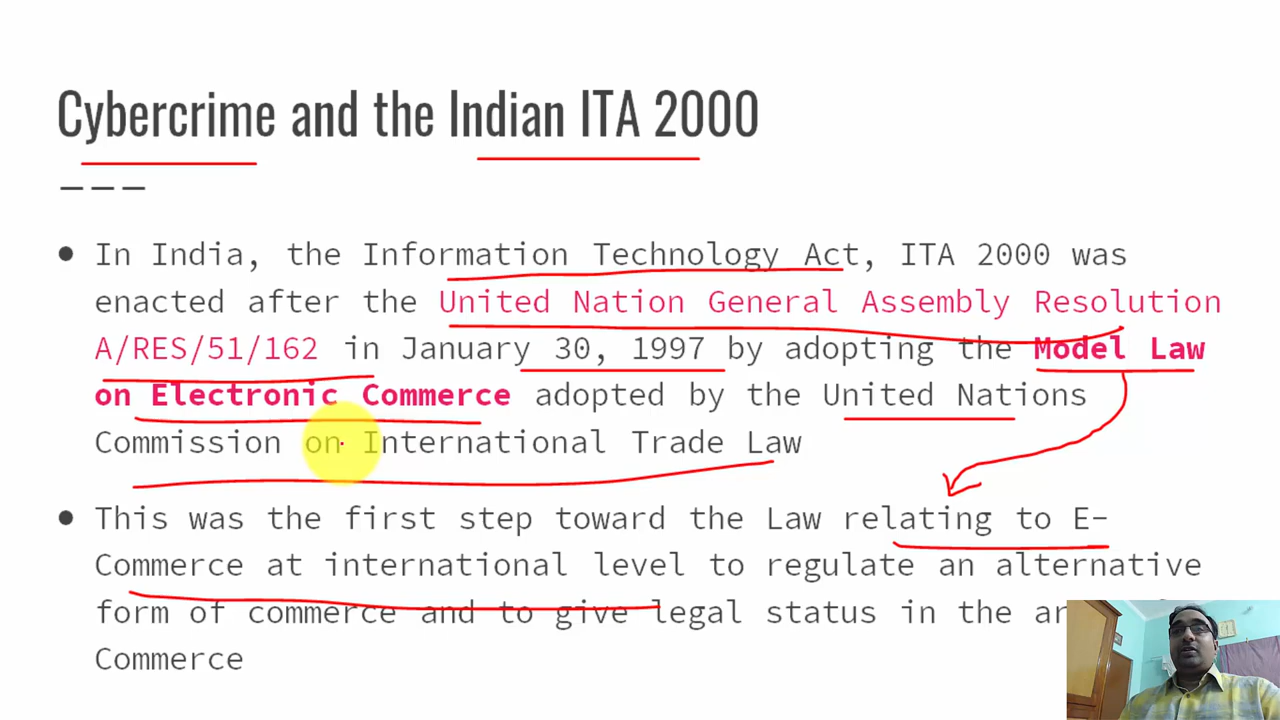 Cybercrime and the Indian ITA 2000
● In India, the Information Technology Act, ITA 2000 was
enacted after the United Nation General Assembly Resolution
A/RES/51/162 in January 30, 1997 by adopting the Model Law
on Electronic Commerce adopted by the United Nations
Commission on International Trade Law
● This was the first step toward the Law relating to E-
Commerce at international level to regulate an alternative
form of commerce and to give legal status in the
Commerce